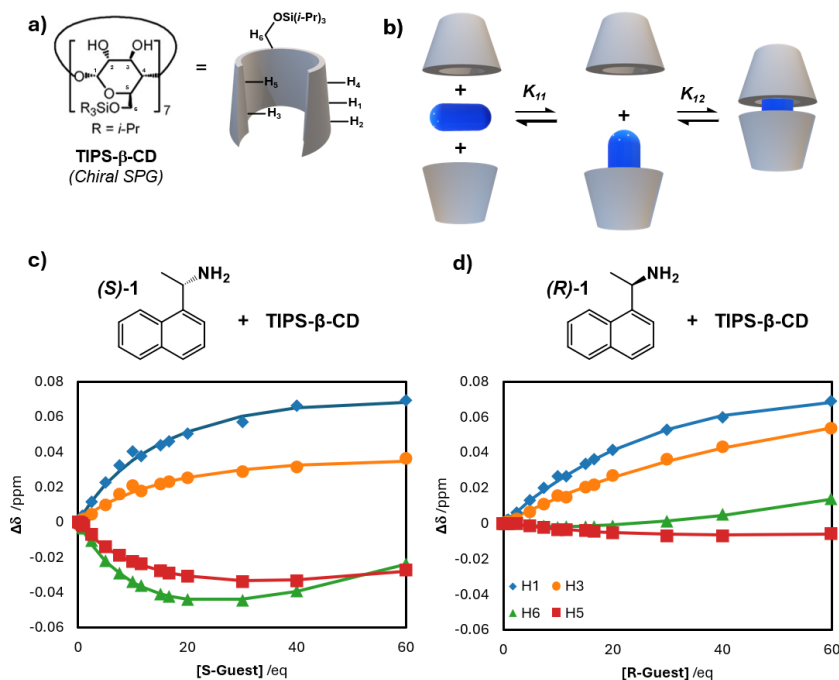 a)
OSi(i-Pr)3
H6
HO OH
O
1
2
3
4
5
6
O
O
R3SiO
7
R = i-Pr
=
H5
H3
H4
H1
H2
TIPS-β-CD
(Chiral SPG)
b)
+
+
K11
+
K12
c)
(S)-1
NH2
+ TIPS-β-CD
d)
(R)-1
NH2
+ TIPS-β-CD
Δδ /ppm
0.08
0.06
0.04
0.02
0
-0.02
-0.04
-0.06
0 20 40 60
[S-Guest] /eq
Δδ /ppm
0.08
0.06
0.04
0.02
0
-0.02
-0.04
-0.06
H1 H3
H6 H5
0 20 40 60
[R-Guest] /eq